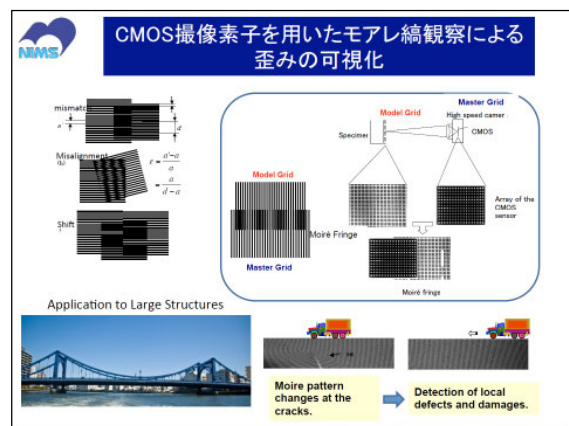 NIMS
CMOS撮像素子を用いたモアレ縞観察による
歪みの可視化
mismatch
d
Misalignment
Shift
Model Grid
Moiré Fringe
Master Grid
Model Grid
Specimen
Master Grid
High speed camer
CMOS
Array of the
CMOS
sensor
Moiré fringe
Application to Large Structures
Moire pattern
changes at the
cracks.
Detection of local
defects and damages.